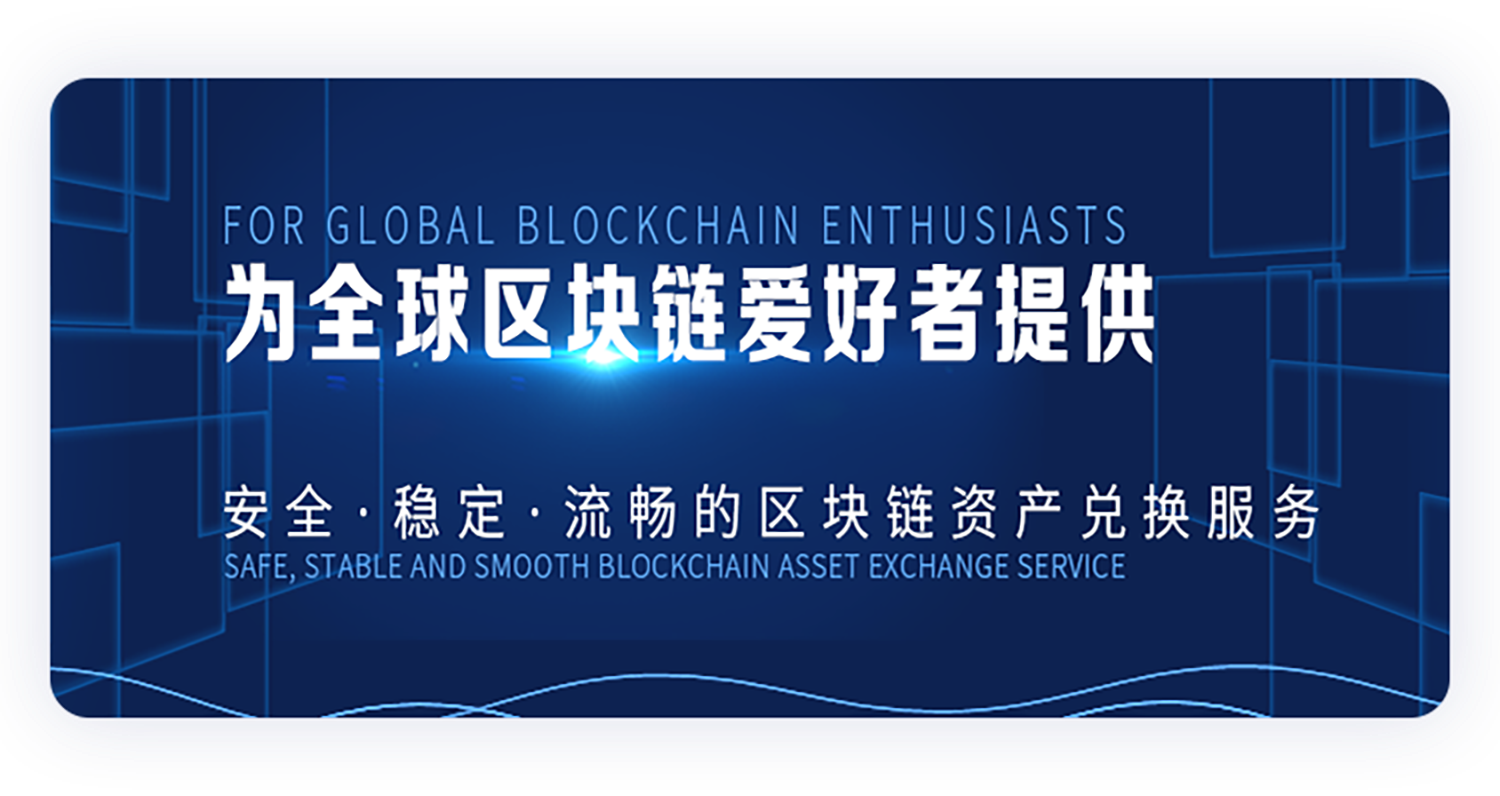 FOR GLOBAL BLOCKCHAIN ENTHUSIASTS
为全球区块链爱好者提供
安全·稳定·流畅的区块链资产兑换服务
SAFE, STABLE AND SMOOTH BLOCKCHAIN ASSET EXCHANGE SERVICE